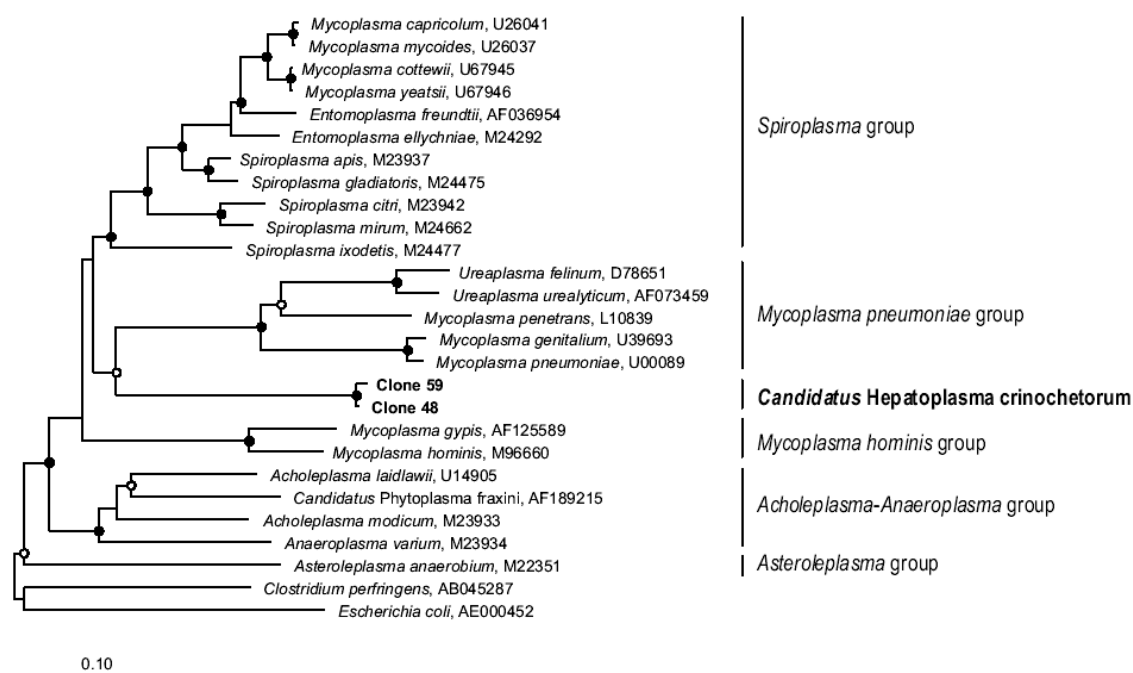 Mycoplasma capricolum, U26041
Mycoplasma mycoides, U26037
Mycoplasma cottewii, U67945
Mycoplasma yeatsii, U67946
Entomoplasma freundtii, AF036954
Entomoplasma ellychniae, M24292
Spiroplasma group
Spiroplasma apis, M23937
Spiroplasma gladiatoris, M24475
Spiroplasma citri, M23942
Spiroplasma mirum, M24662
Spiroplasma ixodetis, M24477
Ureaplasma felinum, D78651
Ureaplasma urealyticum, AF073459
Mycoplasma penetrans, L10839
Mycoplasma pneumoniae group
Mycoplasma genitalium, U39693
Mycoplasma pneumoniae, U00089
Clone 59
Candidatus Hepatoplasma crinochetorum
Clone 48
Mycoplasma gypis, AF125589
Mycoplasma hominis group
Mycoplasma hominis, M96660
Acholeplasma laidlawii, U14905
Candidatus Phytoplasma fraxini, AF189215
Acholeplasma-Anaeroplasma group
Acholeplasma modicum, M23933
Anaeroplasma varium, M23934
Asteroleplasma anaerobium, M22351
Asteroleplasma group
Clostridium perfringens, AB045287
Escherichia coli, AE000452
0.10